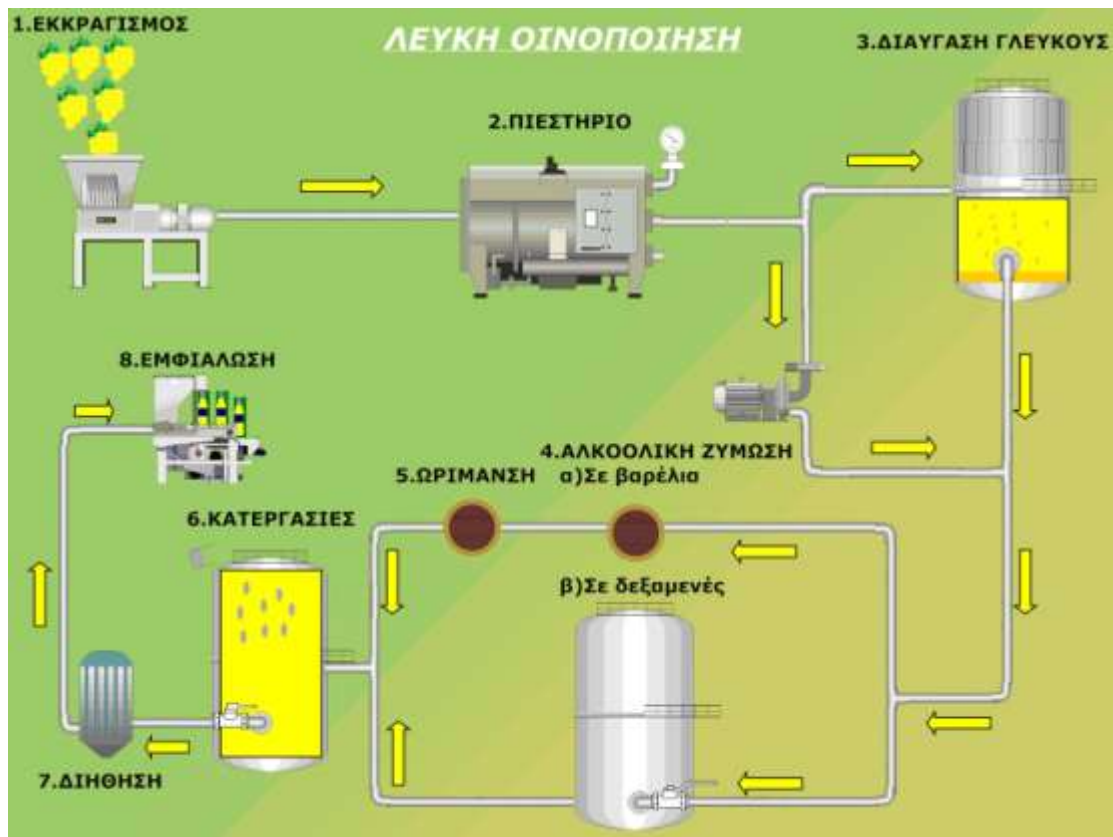 ΛΕΥΚΗ ΟΙΝΟΠΟΙΗΣΗ
1.ΕΚΚΡΑΓΙΣΜΟΣ
2.ΠΙΕΣΤΗΡΙΟ
3.ΔΙΑΥΓΑΣΗ ΓΛΕΥΚΟΥΣ
4.ΑΛΚΟΟΛΙΚΗ ΖΥΜΩΣΗ
α)Σε βαρέλια
β)Σε δεξαμενές
5.ΩΡΙΜΑΝΣΗ
6.ΚΑΤΕΡΓΑΣΙΕΣ
7.ΔΙΗΘΗΣΗ
8.ΕΜΦΙΑΛΩΣΗ